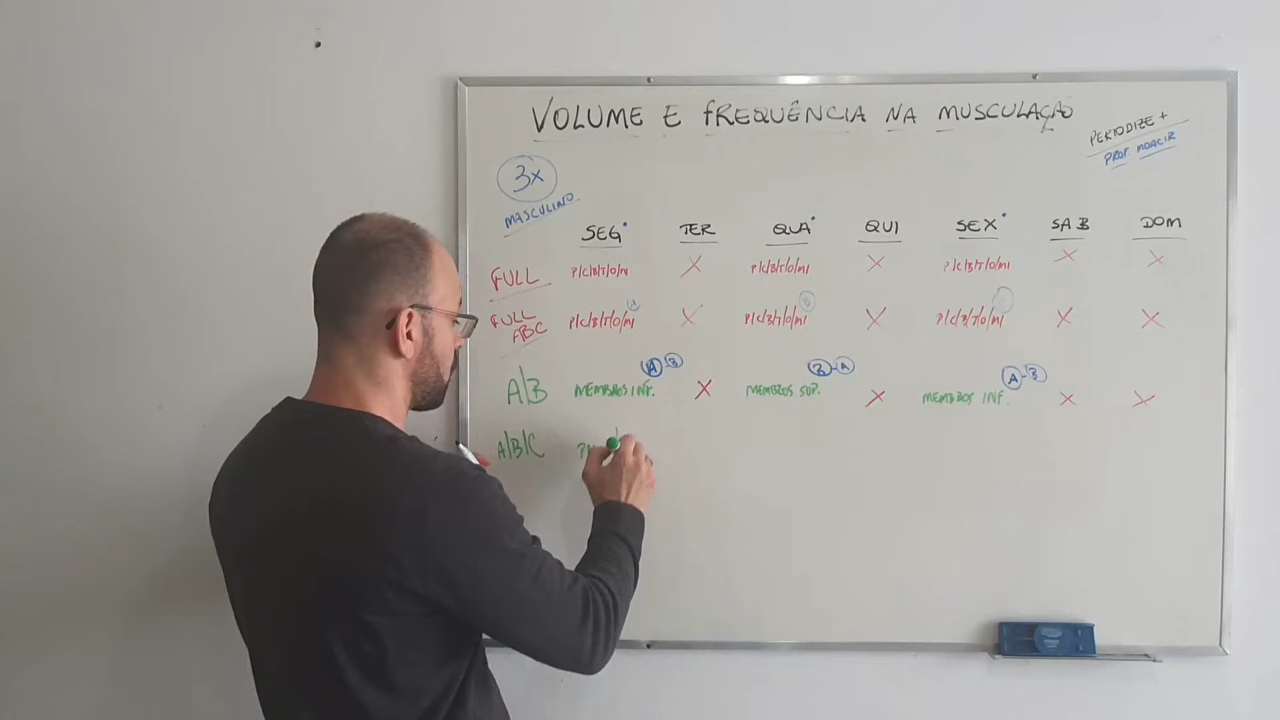 VOLUME E FREQUÊNCIA NA MUSCULAÇÃO
PERIODIZE +
PROF. MOACIR
3x
MASCULINO
SEG TER QUA QUI SEX SAB DOM
FULL P/C/B/T/O/M X P/C/B/T/O/M X P/C/B/T/O/M X X
FULL ABC P/C/B/T/O/M X P/C/B/T/O/M X P/C/B/T/O/M X X
A B B-A A-B
A|B MEMBROS INF. X MEMBROS SUP. X MEMBROS INF. X X
A|B|C